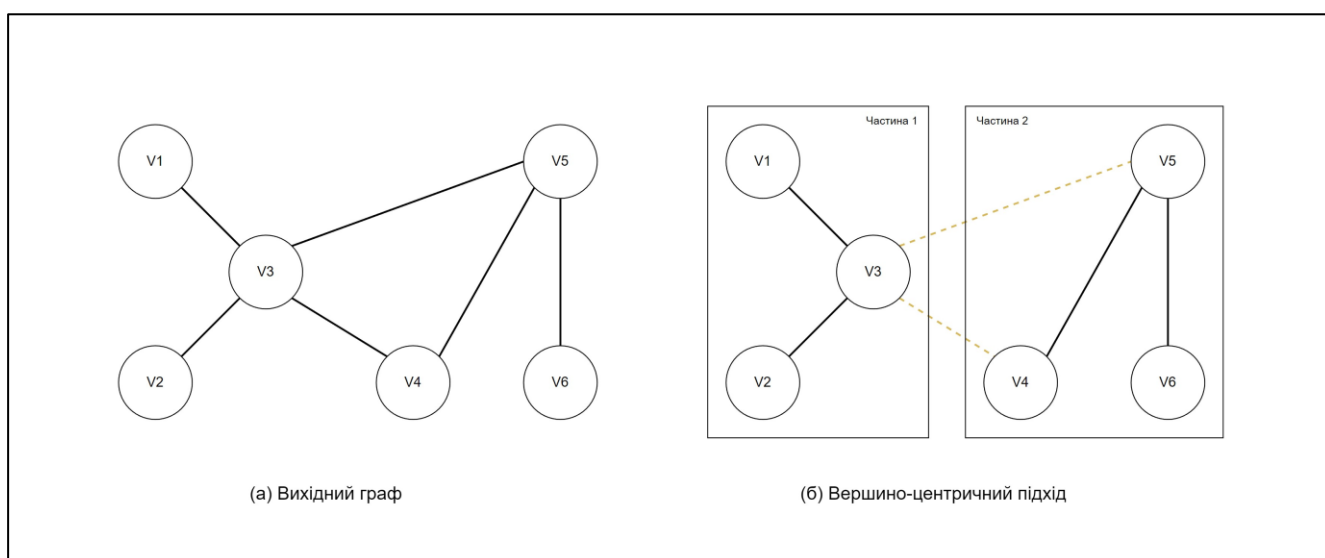 V1
V5
V3
V2
V4
V6
(а) Вихідний граф
Частина 1
Частина 2
V1
V5
V3
V2
V4
V6
(б) Вершино-центричний підхід